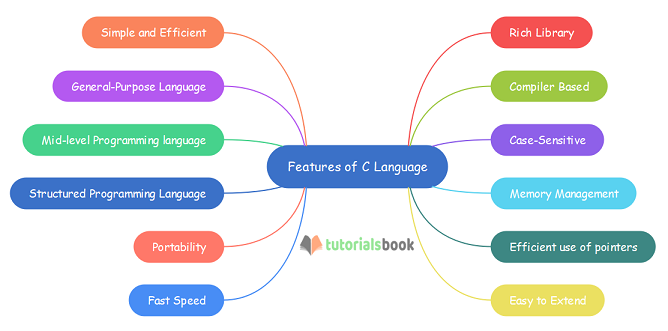 Simple and Efficient
General-Purpose Language
Mid-level Programming language
Structured Programming Language
Portability
Fast Speed
Features of C Language
tutorialsbook
Rich Library
Compiler Based
Case-Sensitive
Memory Management
Efficient use of pointers
Easy to Extend